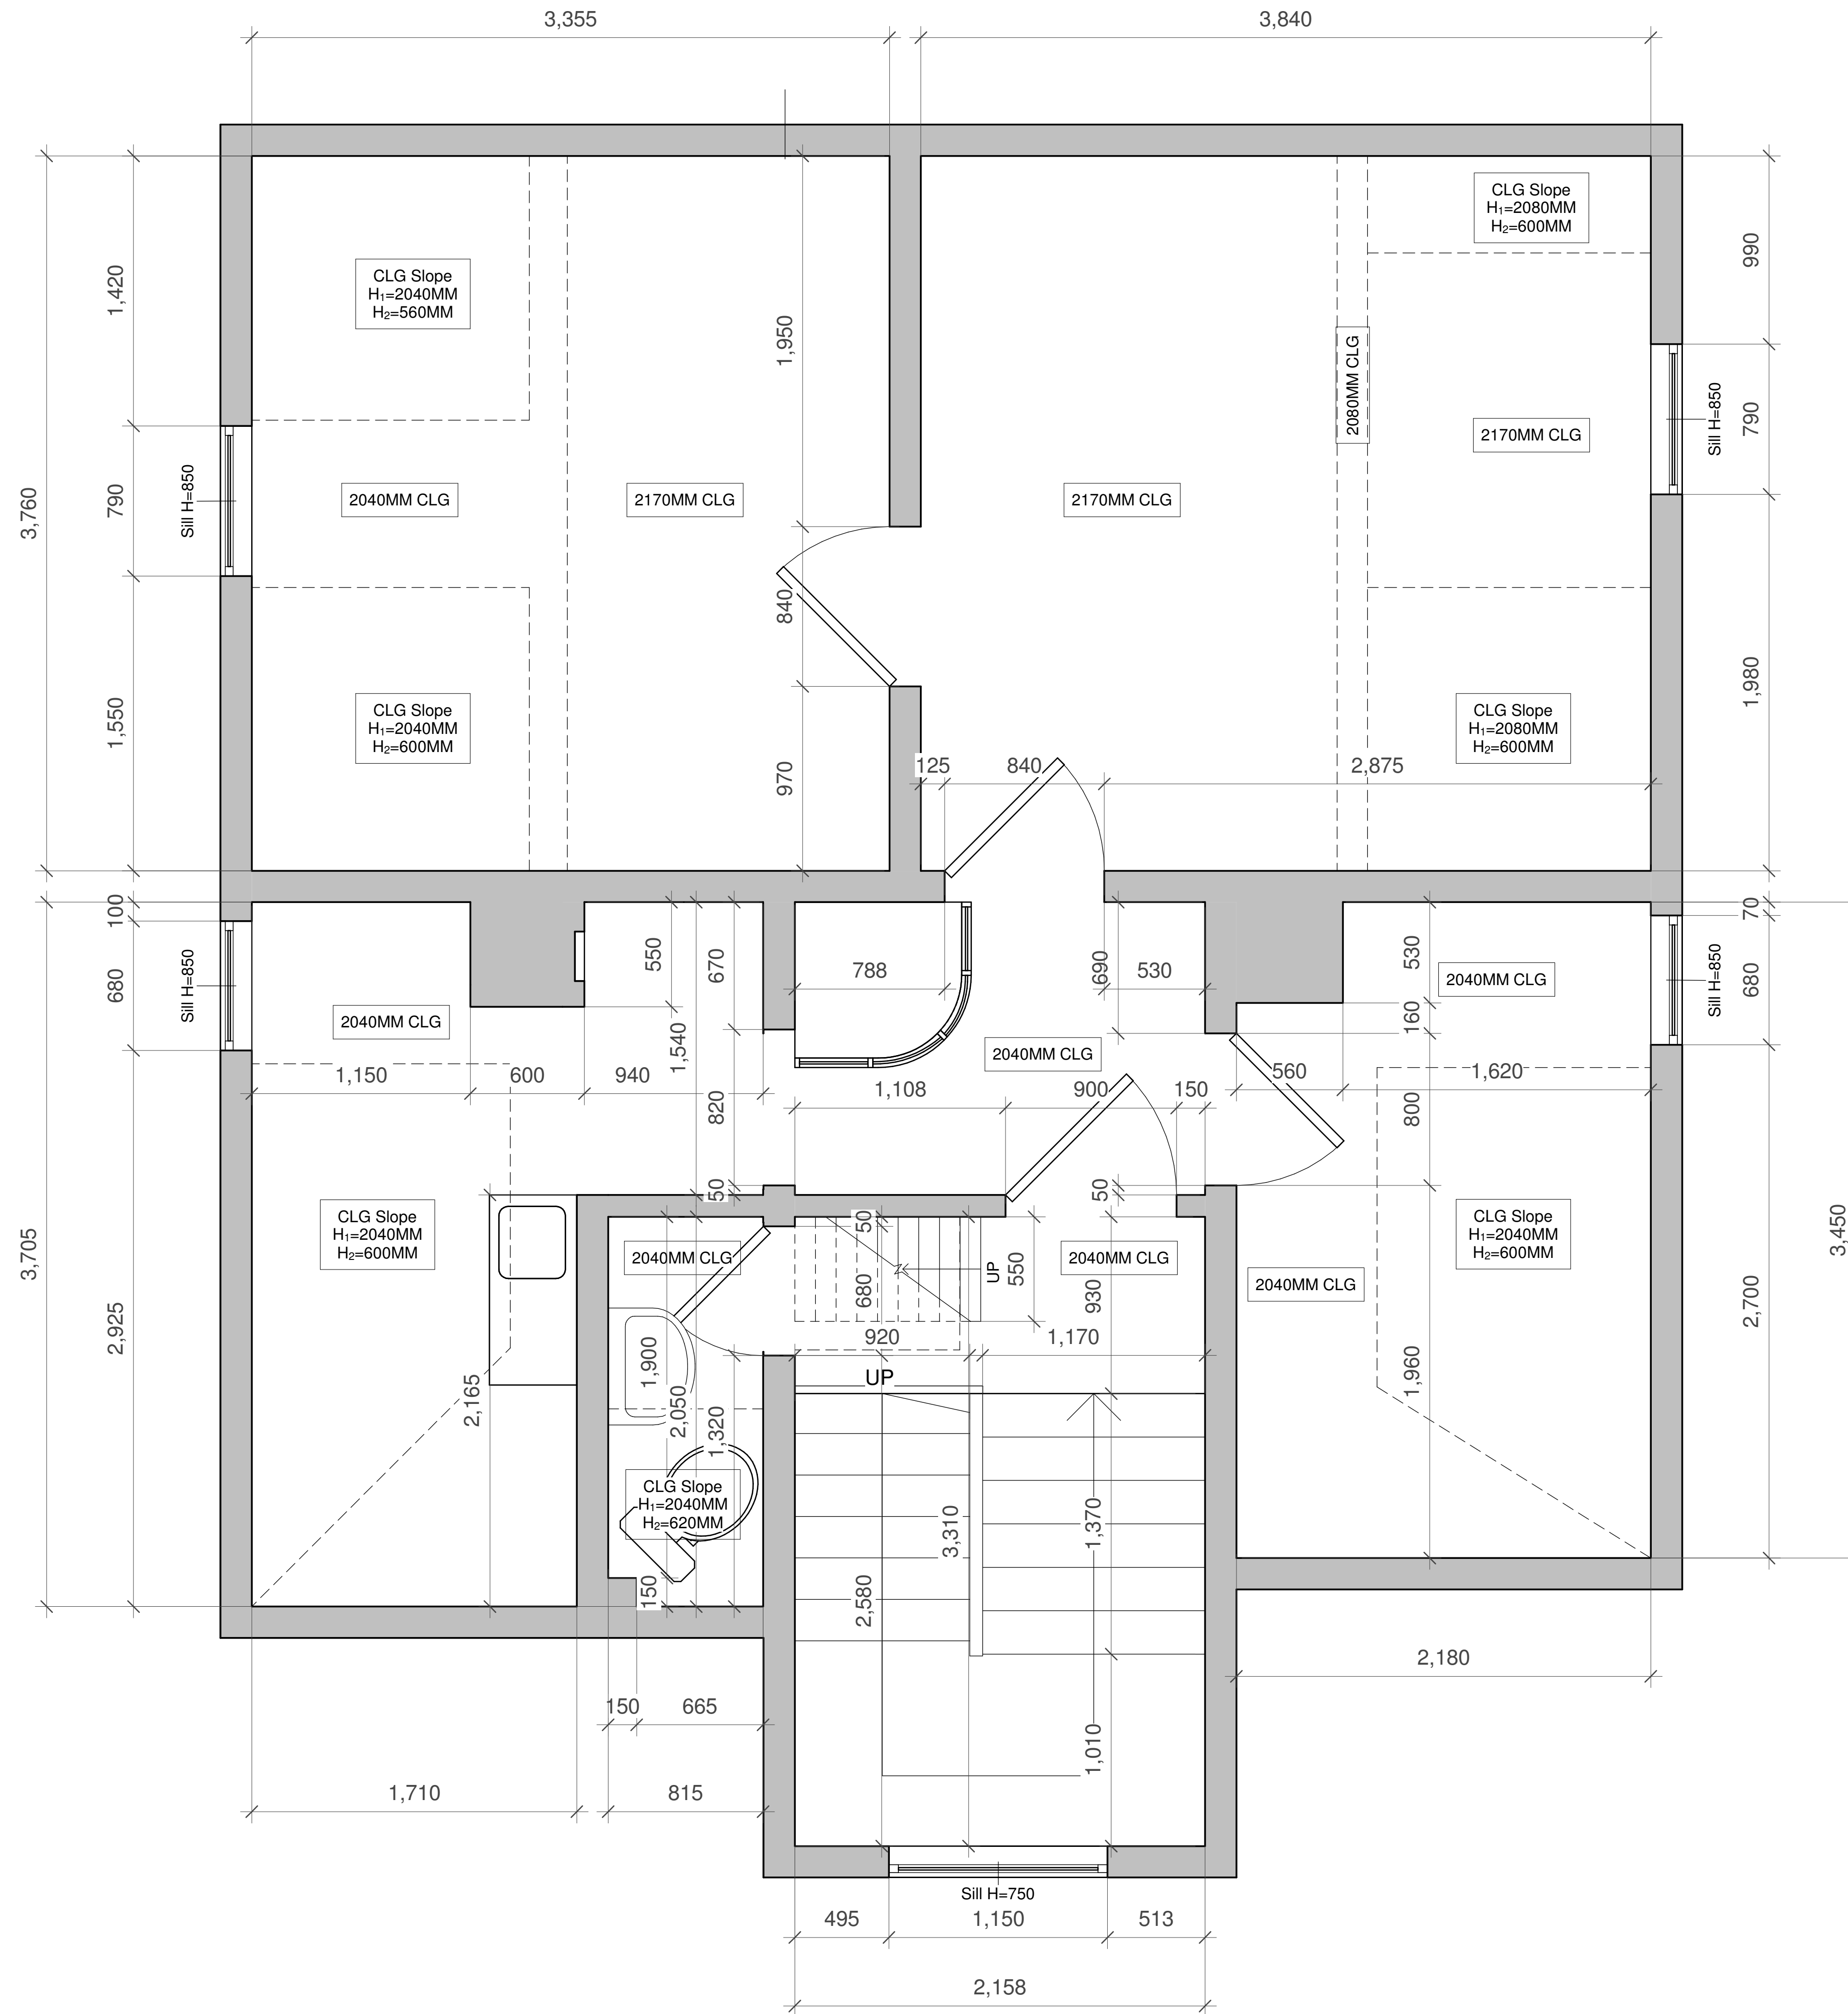 3,355
3,840
CLG Slope
H1=2080MM
H2=600MM
990
CLG Slope
H1=2040MM
H2=560MM
1,420
1,950
2080MM CLG
790
Sill H=850
2170MM CLG
3,760
790
Sill H=850
2040MM CLG
2170MM CLG
2170MM CLG
840
1,550
CLG Slope
H1=2040MM
H2=600MM
970
125
840
2,875
CLG Slope
H1=2080MM
H2=600MM
1,980
100
680
Sill H=850
2040MM CLG
550
670
1,540
788
690
530
530
2040MM CLG
70
680
Sill H=850
160
2040MM CLG
1,150
600
940
820
1,108
900
150
560
1,620
800
50
50
3,705
CLG Slope
H1=2040MM
H2=600MM
2040MM CLG
50
680
UP
550
2040MM CLG
930
2040MM CLG
CLG Slope
H1=2040MM
H2=600MM
3,450
2,925
2,700
1,900
920
1,170
UP
2,165
2,050
1,320
1,960
CLG Slope
H1=2040MM
H2=620MM
3,310
1,370
150
2,580
2,180
150
665
1,010
1,710
815
Sill H=750
495
1,150
513
2,158